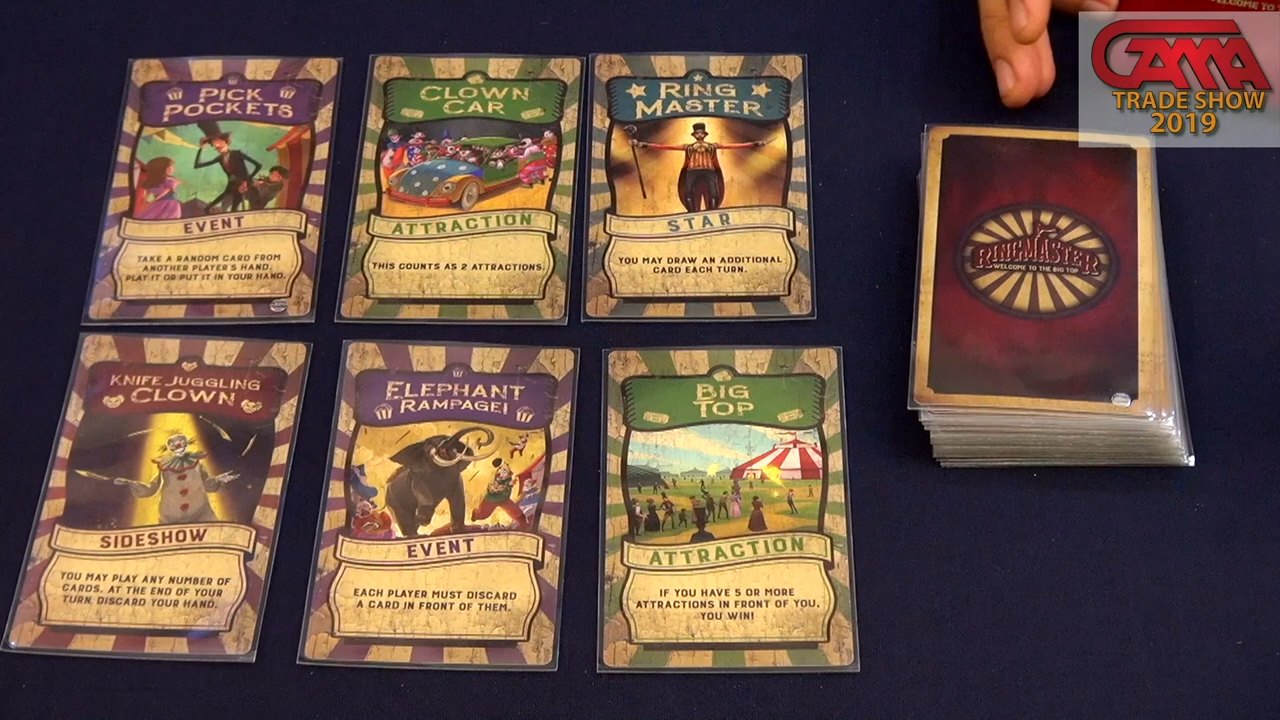 WELCOME TO
GAMA
TRADE SHOW
2019
PICK
POCKETS
EVENT
TAKE A RANDOM CARD FROM
ANOTHER PLAYER'S HAND.
PLAY IT OR PUT IT IN YOUR HAND.
CLOWN
CAR
ATTRACTION
THIS COUNTS AS 2 ATTRACTIONS.
RING
MASTER
STAR
YOU MAY DRAW AN ADDITIONAL
CARD EACH TURN.
RINGMASTER
WELCOME TO THE BIG TOP
KNIFE JUGGLING
CLOWN
SIDESHOW
YOU MAY PLAY ANY NUMBER OF
CARDS. AT THE END OF YOUR
TURN, DISCARD YOUR HAND.
ELEPHANT
RAMPAGE!
EVENT
EACH PLAYER MUST DISCARD
A CARD IN FRONT OF THEM.
BIG
TOP
ATTRACTION
IF YOU HAVE 5 OR MORE
ATTRACTIONS IN FRONT OF YOU,
YOU WIN!